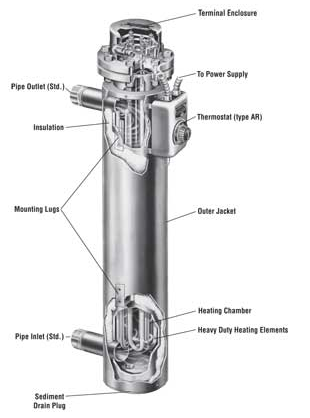 Terminal Enclosure
To Power Supply
Pipe Outlet (Std.)
Thermostat (type AR)
Insulation
Mounting Lugs
Outer Jacket
Heating Chamber
Heavy Duty Heating Elements
Pipe Inlet (Std.)
Sediment
Drain Plug